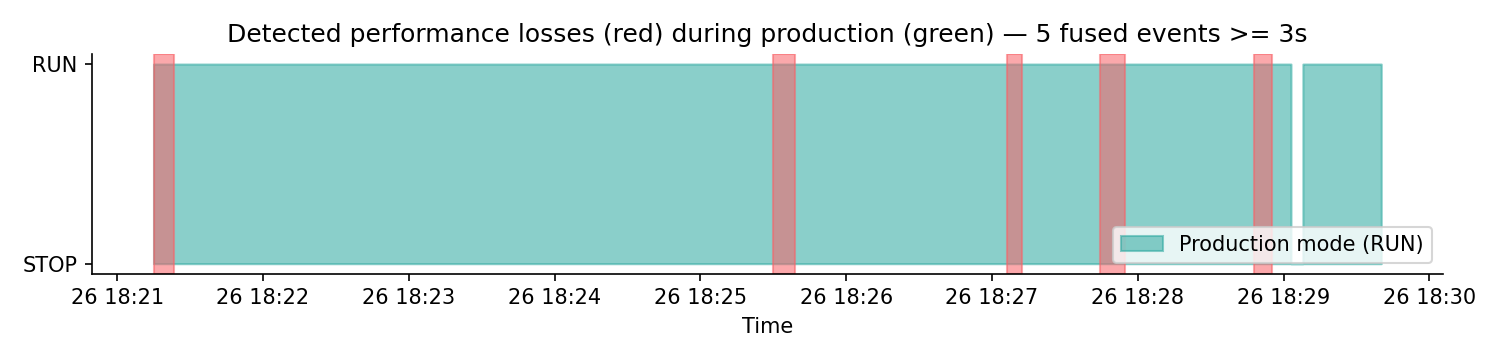 Detected performance losses (red) during production (green) — 5 fused events >= 3s
RUN
STOP
Production mode (RUN)
26 18:21 26 18:22 26 18:23 26 18:24 26 18:25 26 18:26 26 18:27 26 18:28 26 18:29 26 18:30
Time